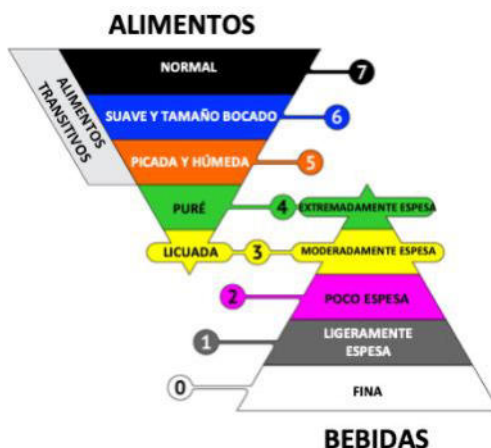 ALIMENTOS
ALIMENTOS
TRANSITIVOS
NORMAL
7
SUAVE Y TAMAÑO BOCADO
6
PICADA Y HÚMEDA
5
PURÉ
4
EXTREMADAMENTE ESPESA
LICUADA
3
MODERADAMENTE ESPESA
2
POCO ESPESA
1
LIGERAMENTE
ESPESA
0
FINA
BEBIDAS